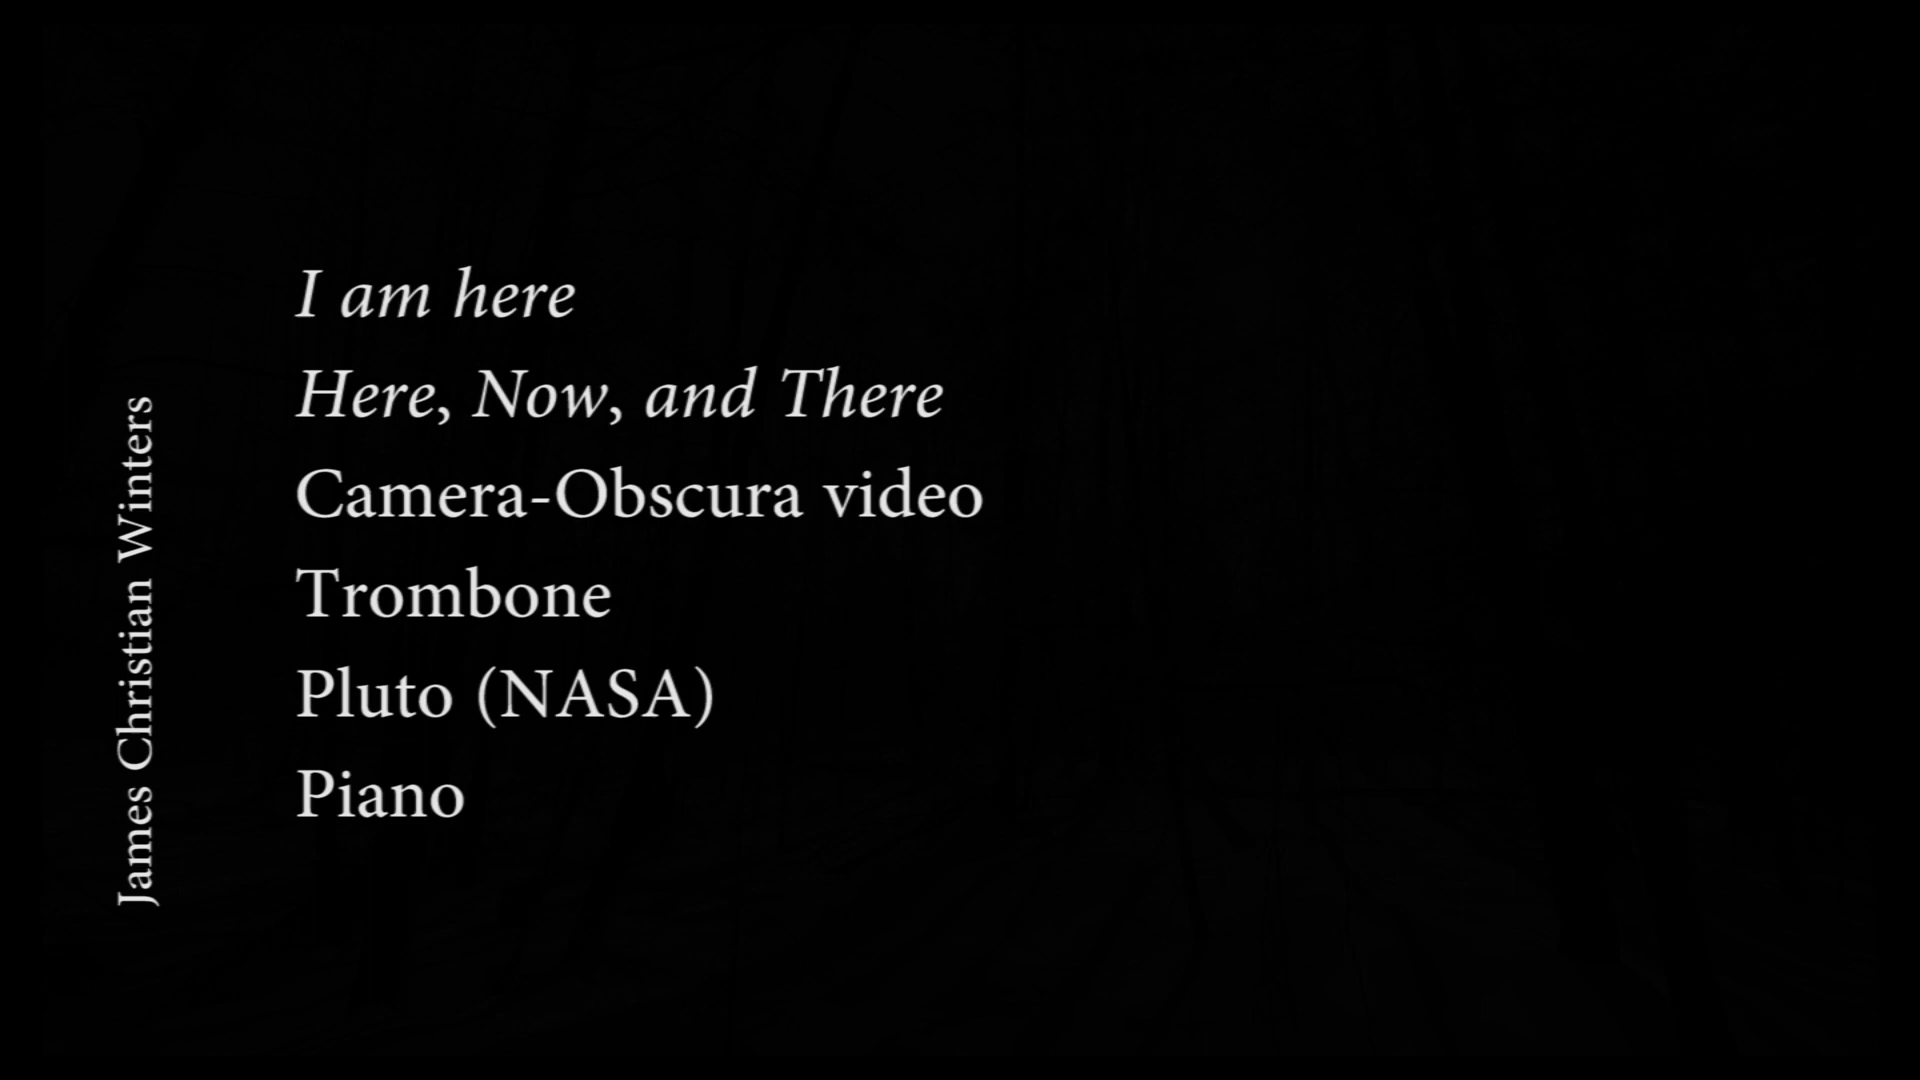 I am here
Here, Now, and There
Camera-Obscura video
Trombone
Pluto (NASA)
Piano
James Christian Winters